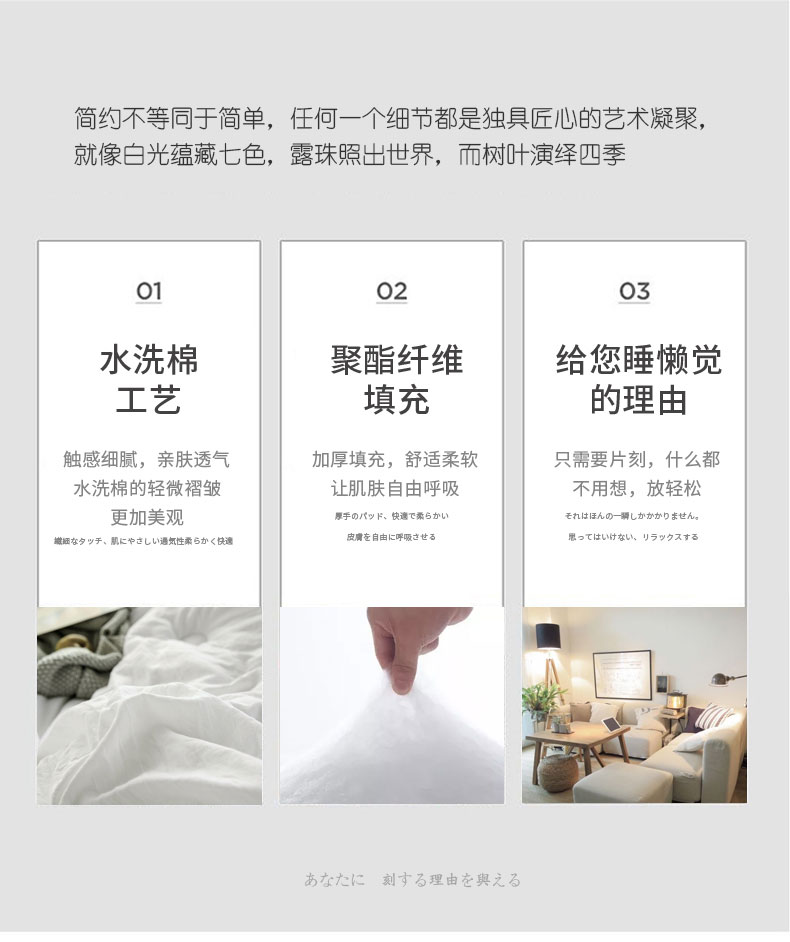 简约不等同于简单，任何一个细节都是独具匠心的艺术凝聚，
就像白光蕴藏七色，露珠照出世界，而树叶演绎四季
01
水洗棉
工艺
触感细腻，亲肤透气
水洗棉的轻微褶皱
更加美观
繊細なタッチ、肌にやさしい通気性柔らかく快適
02
聚酯纤维
填充
加厚填充，舒适柔软
让肌肤自由呼吸
厚手のパッド、快適で柔らかい
皮膚を自由に呼吸させる
03
给您睡懒觉
的理由
只需要片刻，什么都
不用想，放轻松
それはほんの一瞬しかかかりません。
思ってはいけない、リラックスする
あなたに　刻する理由を與える